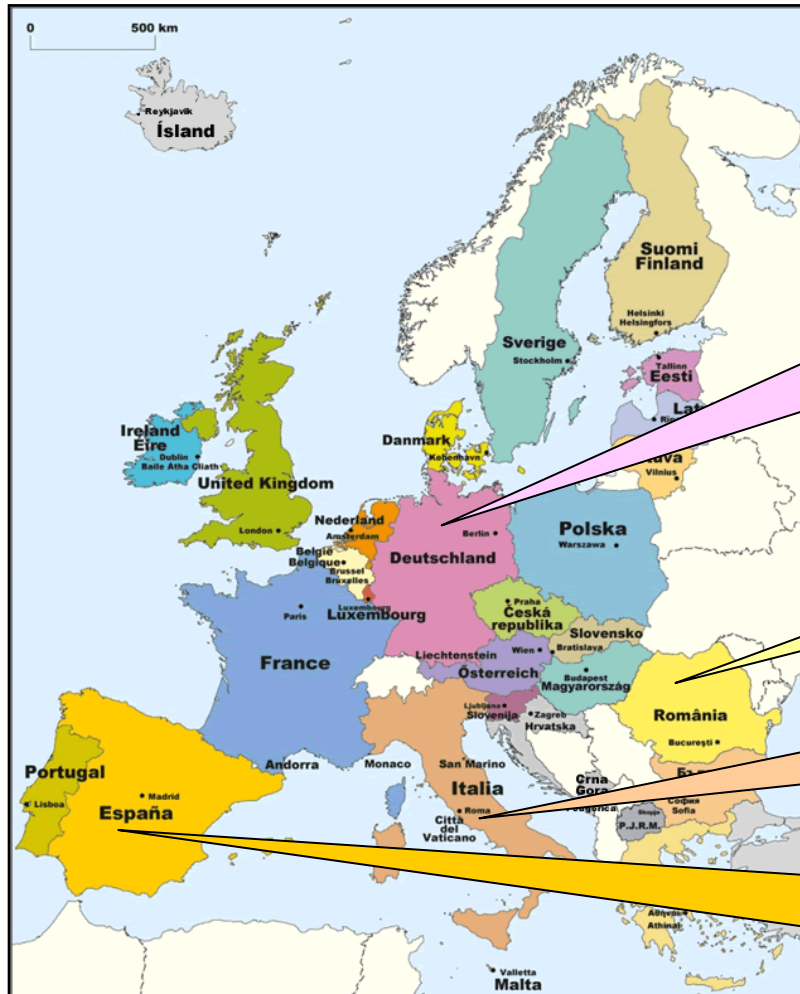 0 500 km
Reykjavík
Ísland
Suomi
Finland
Helsinki
Helsingfors
Sverige
Stockholm
Tallinn
Eesti
Danmark
København
Vilnius
Ireland
Éire
Dublin
Baile Átha Cliath
United Kingdom
London
Nederland
Amsterdam
België
Belgique
Brussel
Bruxelles
Luxembourg
Luxembourg
Deutschland
Berlin
Polska
Warszawa
Praha
Česká
republika
Slovensko
Bratislava
Liechtenstein
Wien
Österreich
Budapest
Magyarország
France
Paris
România
Bucureşti
Ljubljana
Slovenija
Zagreb
Hrvatska
Andorra
Monaco
San Marino
Italia
Roma
Città
del
Vaticano
Crna
Gora
Skopje
P.J.R.M.
София
Sofia
Portugal
Lisboa
Madrid
España
Athinai
Valletta
Malta